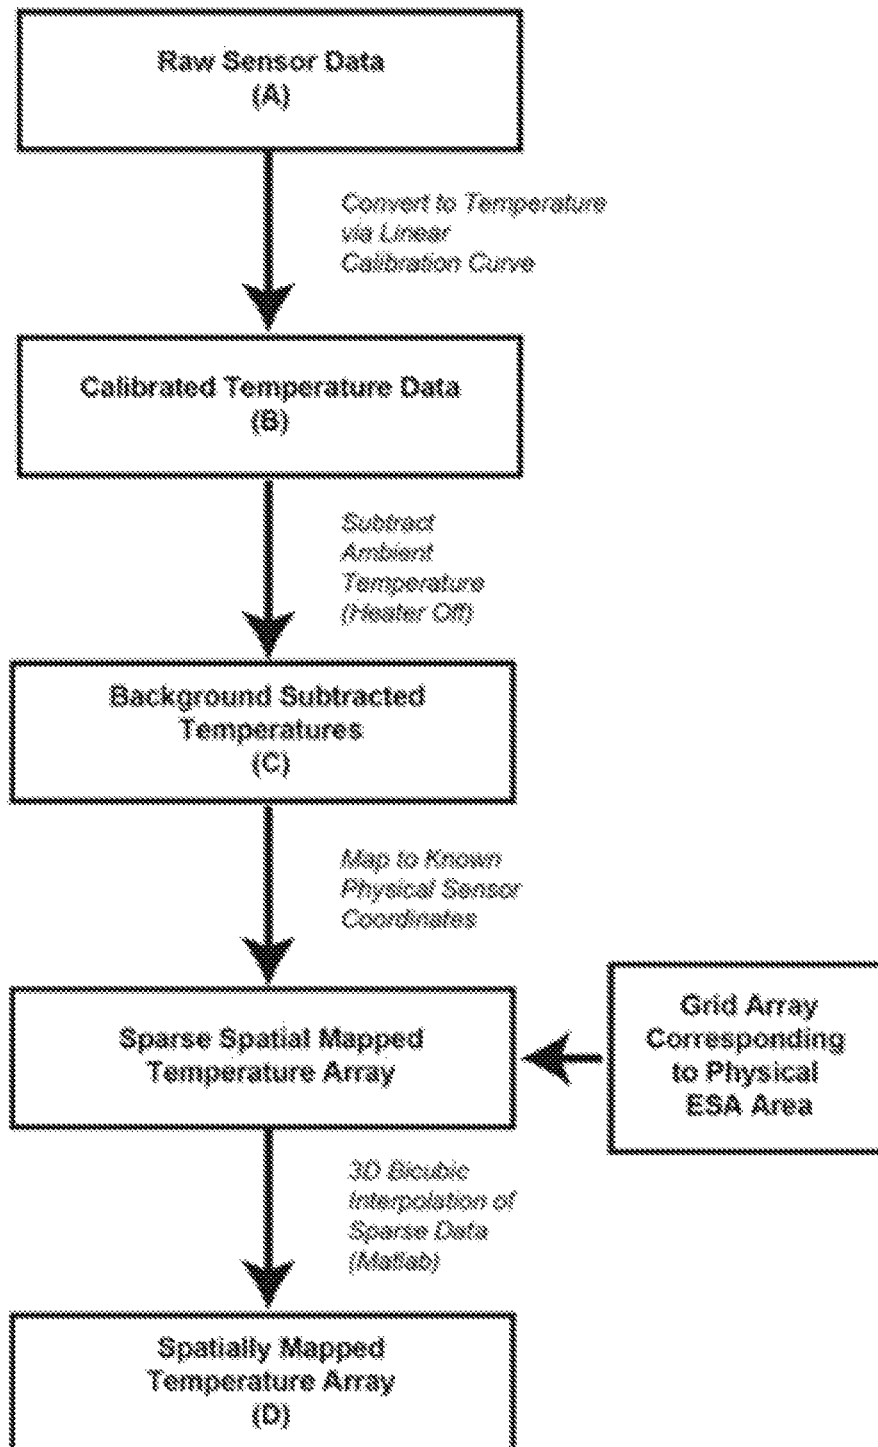 Raw Sensor Data
(A)
Convert to Temperature
via Linear
Calibration Curve
Calibrated Temperature Data
(B)
Subtract
Ambient
Temperature
(Heater Off)
Background Subtracted
Temperatures
(C)
Map to Known
Physical Sensor
Coordinates
Sparse Spatial Mapped
Temperature Array
Grid Array
Corresponding
to Physical
ESA Area
3D Bicubic
Interpolation of
Sparse Data
(Matlab)
Spatially Mapped
Temperature Array
(D)